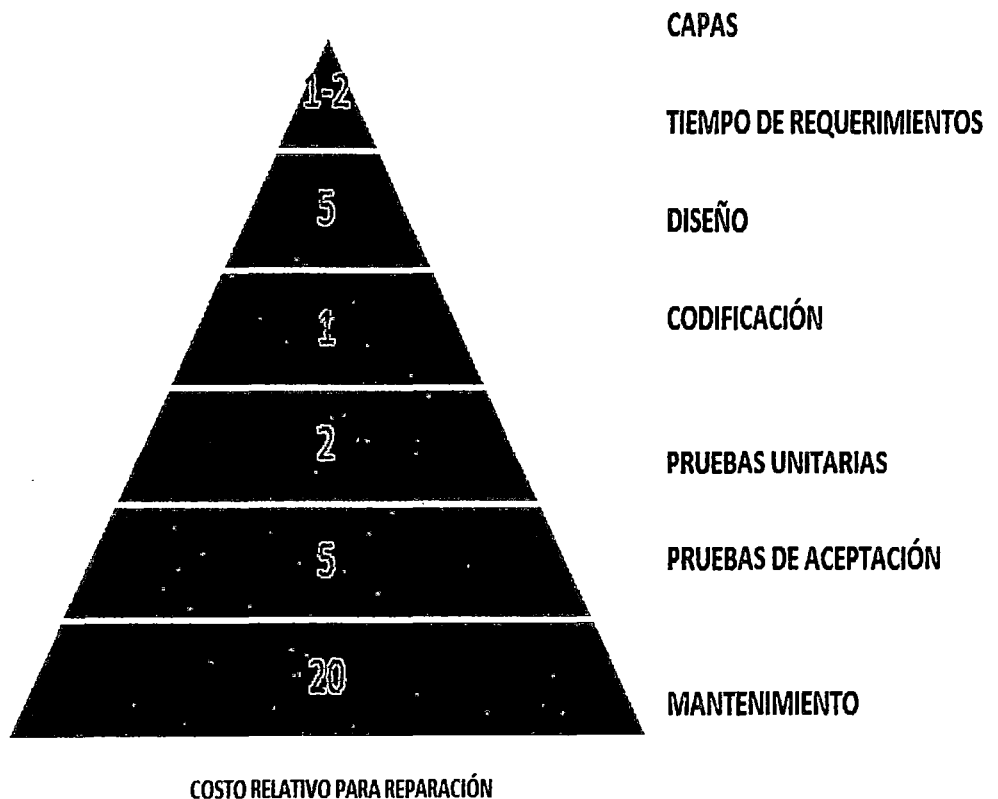 CAPAS
1-2
TIEMPO DE REQUERIMIENTOS
5
DISEÑO
1
CODIFICACIÓN
2
PRUEBAS UNITARIAS
5
PRUEBAS DE ACEPTACIÓN
20
MANTENIMIENTO
COSTO RELATIVO PARA REPARACIÓN